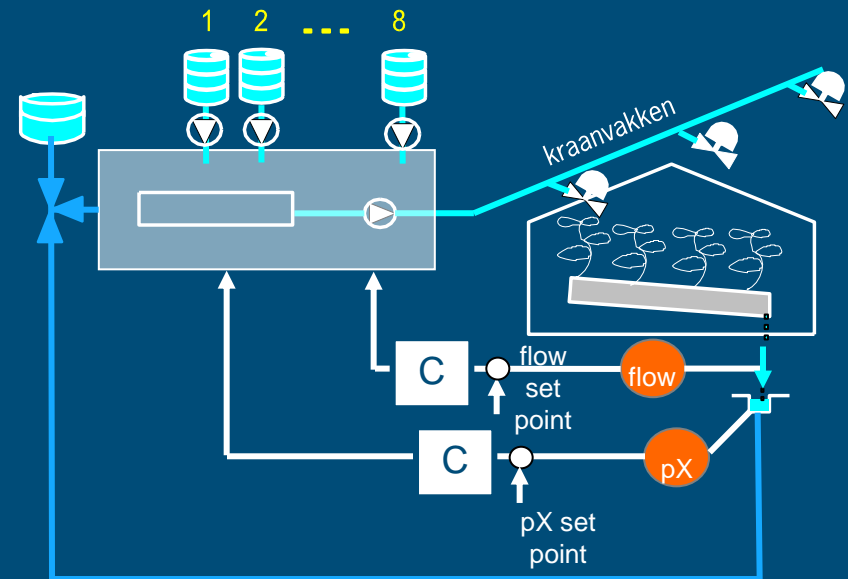 1 2 --- 8
kraanvakken
C
flow
set
point
flow
C
pX set
point
pX